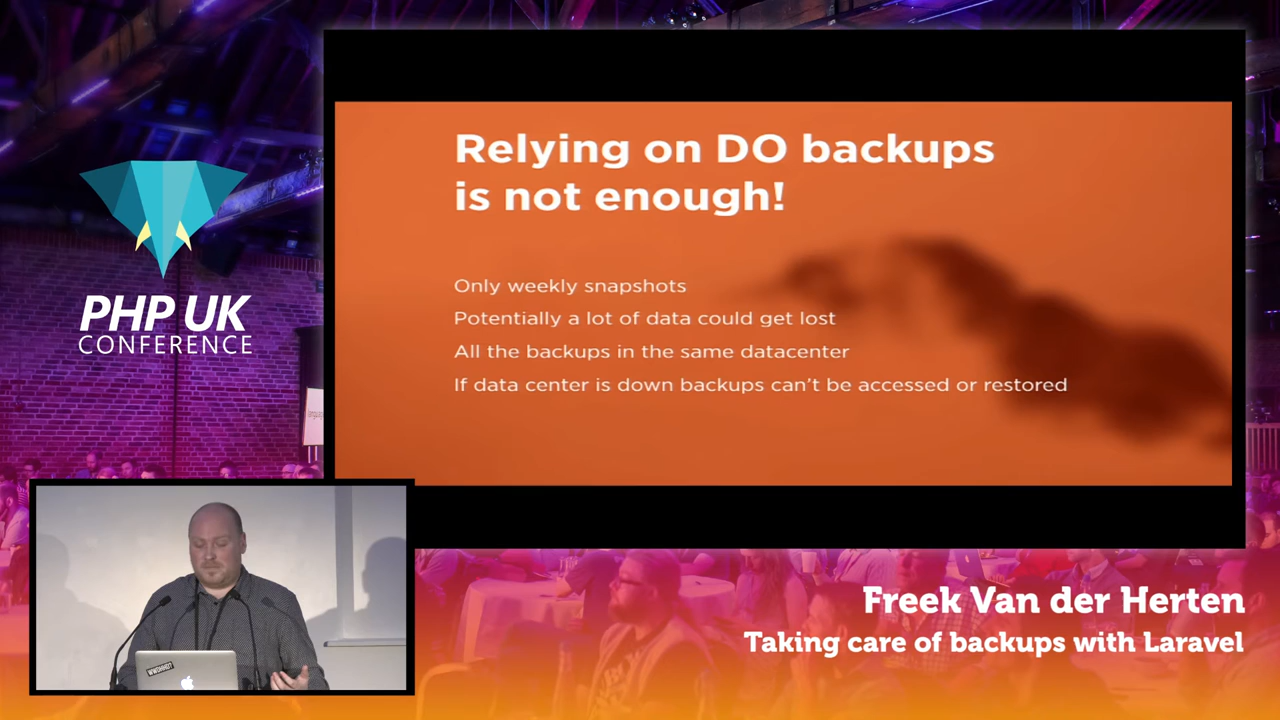 PHP UK
CONFERENCE
Relying on DO backups
is not enough!
Only weekly snapshots
Potentially a lot of data could get lost
All the backups in the same datacenter
If data center is down backups can’t be accessed or restored
Freek Van der Herten
Taking care of backups with Laravel